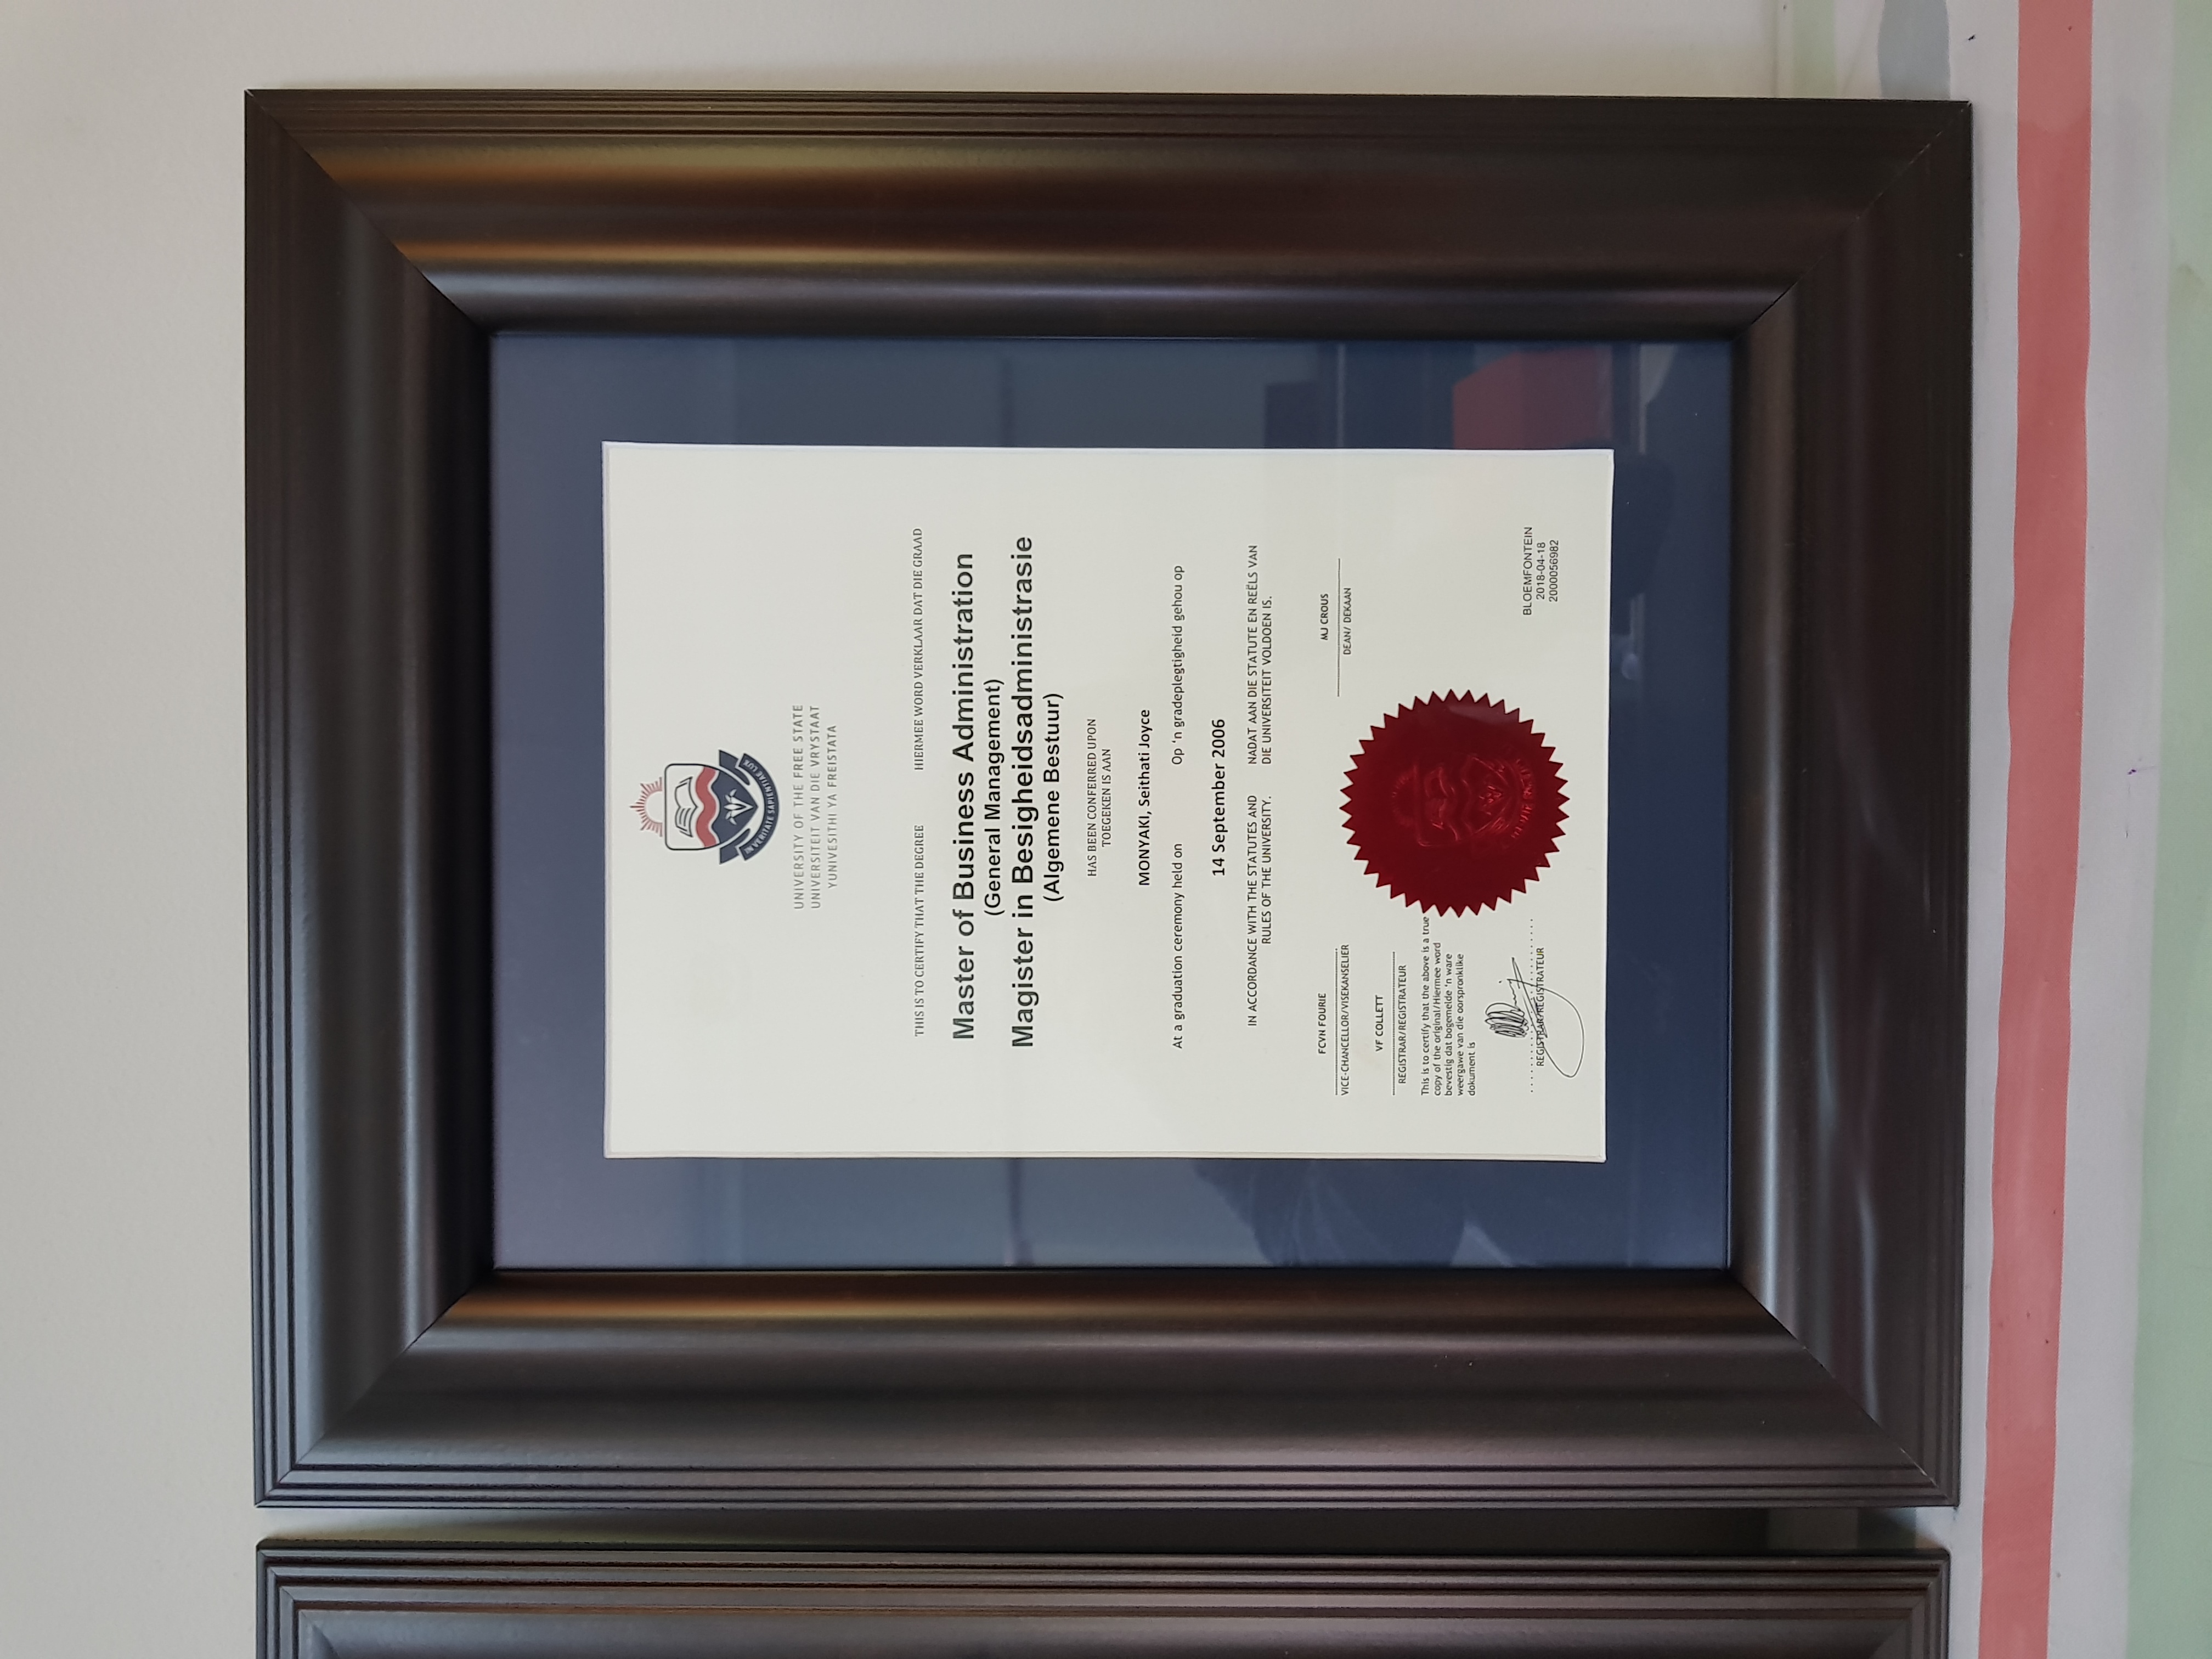 IN VERITATE SAPIENTIAE LUX
UNIVERSITY OF THE FREE STATE
UNIVERSITEIT VAN DIE VRYSTAAT
YUNIVESITHI YA FREISTATA
THIS IS TO CERTIFY THAT THE DEGREE HIERMEE WORD VERKLAAR DAT DIE GRAAD
Master of Business Administration
(General Management)
Magister in Besigheidsadministrasie
(Algemene Bestuur)
HAS BEEN CONFERRED UPON
TOEGEKEN IS AAN
MONYAKI, Seithati Joyce
At a graduation ceremony held on Op 'n gradeplegtigheid gehou op
14 September 2006
IN ACCORDANCE WITH THE STATUTES AND
RULES OF THE UNIVERSITY.
NADAT AAN DIE STATUTE EN REËLS VAN
DIE UNIVERSITEIT VOLDOEN IS.
FCVN FOURIE
VICE-CHANCELLOR/VISEKANSELIER
MJ CROUS
DEAN/ DEKAAN
VF COLLETT
REGISTRAR/REGISTRATEUR
This is to certify that the above is a true
copy of the original/Hiermee word
bevestig dat bogemelde 'n ware
weergawe van die oorspronklike
dokument is
REGISTRAR/REGISTRATEUR
BLOEMFONTEIN
2018-04-18
2000056982